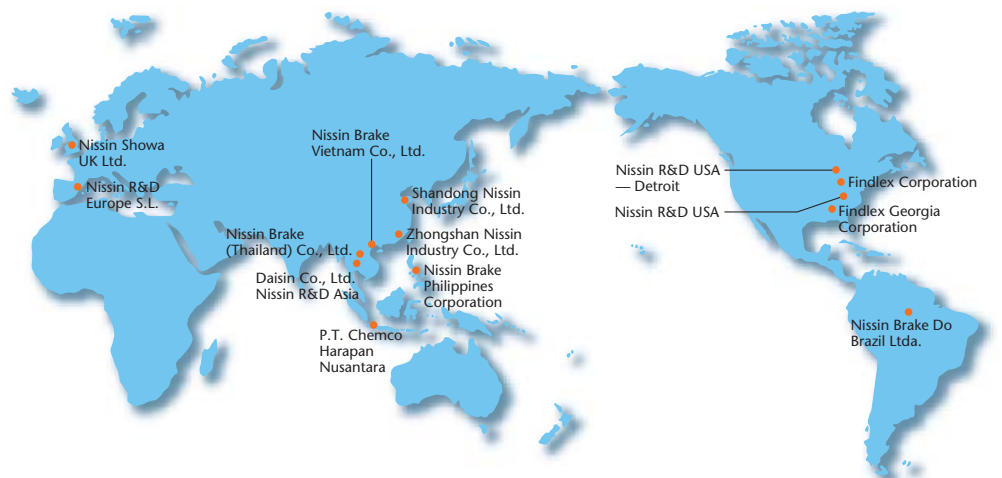 Nissin Showa
UK Ltd.
Nissin R&D
Europe S.L.
Nissin Brake
Vietnam Co., Ltd.
Shandong Nissin
Industry Co., Ltd.
Nissin Brake
(Thailand) Co., Ltd.
Zhongshan Nissin
Industry Co., Ltd.
Daisin Co., Ltd.
Nissin R&D Asia
Nissin Brake
Philippines
Corporation
P.T. Chemco
Harapan
Nusantara
Nissin R&D USA
— Detroit
Findlex Corporation
Nissin R&D USA
Findlex Georgia
Corporation
Nissin Brake Do
Brazil Ltda.